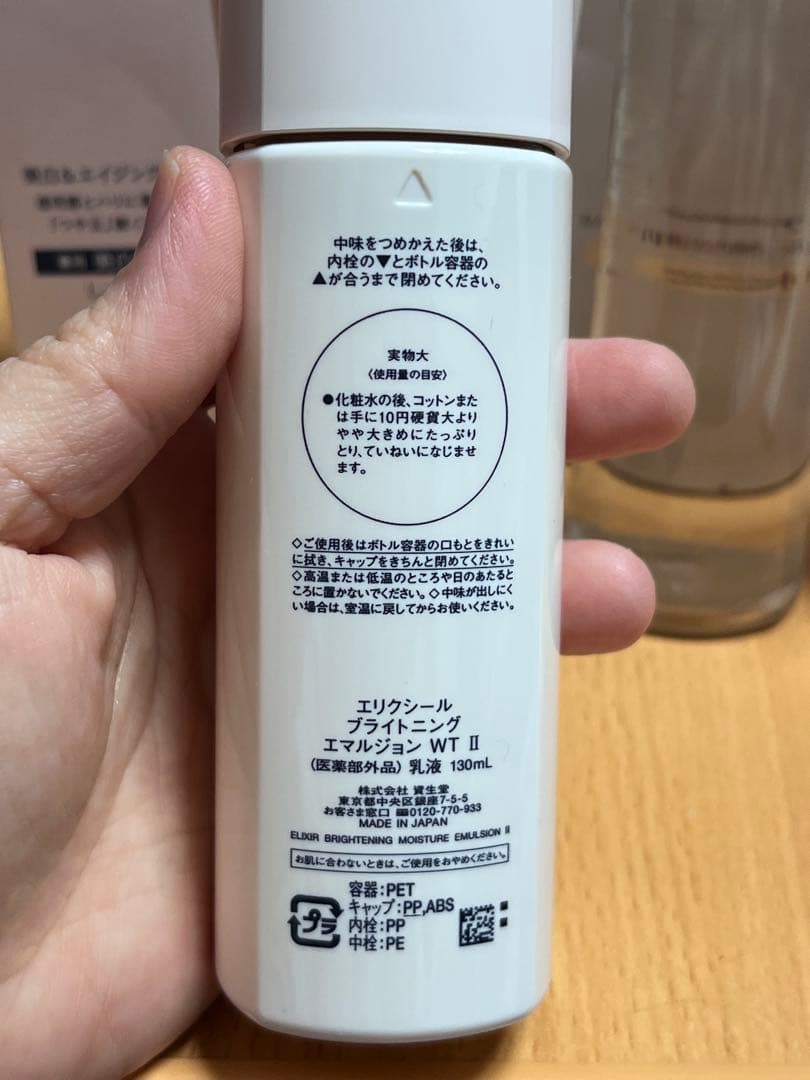 中味をつめかえた後は、
内栓の▼とボトル容器の
▲が合うまで閉めてください。
実物大
〈使用量の目安〉
●化粧水の後、コットンまた
は手に10円硬貨大より
やや大きめにたっぷり
とり、ていねいになじませ
ます。
◇ご使用後はボトル容器の口もとをきれい
に拭き、キャップをきちんと閉めてください。
◇高温または低温のところや日のあたると
ころに置かないでください。◇中味が出しにく
い場合は、室温に戻してからお使いください。
エリクシール
ブライトニング
エマルジョン WT Ⅱ
(医薬部外品) 乳液 130mL
株式会社 資生堂
東京都中央区銀座7-5-5
お客さま窓口 0120-770-933
MADE IN JAPAN
ELIXIR BRIGHTENING MOISTURE EMULSION Ⅱ
お肌に合わないときは、ご使用をおやめください。
プラ
容器:PET
キャップ:PP,ABS
内栓:PP
中栓:PE